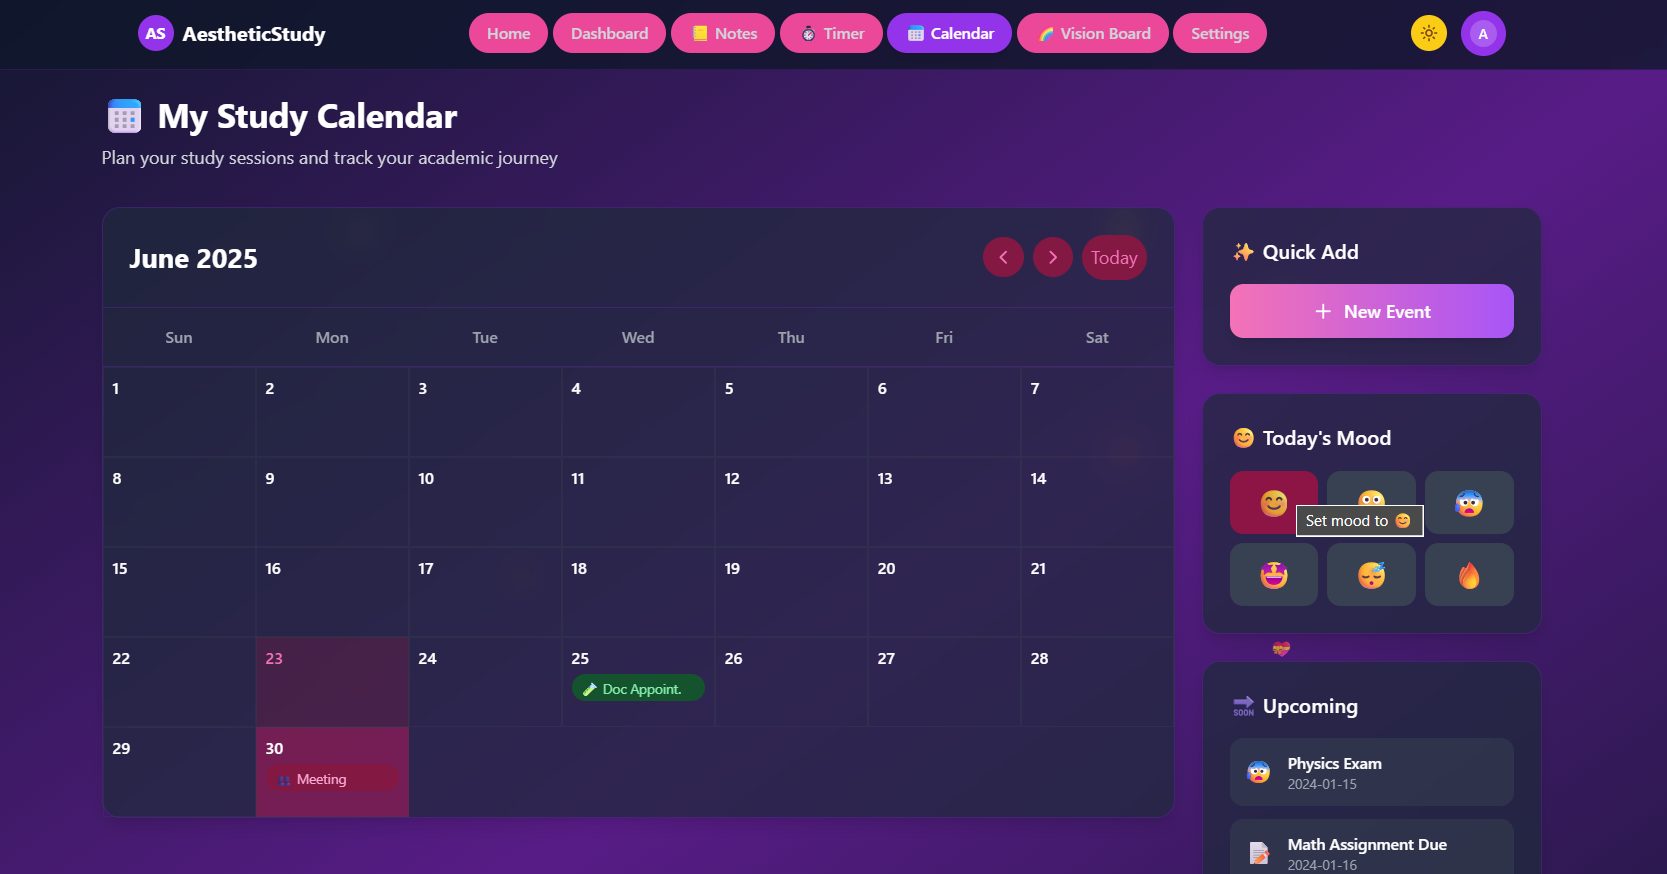 AS AestheticStudy Home Dashboard Notes Timer Calendar Vision Board Settings A
My Study Calendar
Plan your study sessions and track your academic journey
June 2025 Today
Sun Mon Tue Wed Thu Fri Sat
1 2 3 4 5 6 7
8 9 10 11 12 13 14
15 16 17 18 19 20 21
22 23 24 25 26 27 28
Doc Appoint.
29 30
Meeting
Quick Add
New Event
Today's Mood
Set mood to 😊
SOON Upcoming
Physics Exam
2024-01-15
Math Assignment Due
2024-01-16